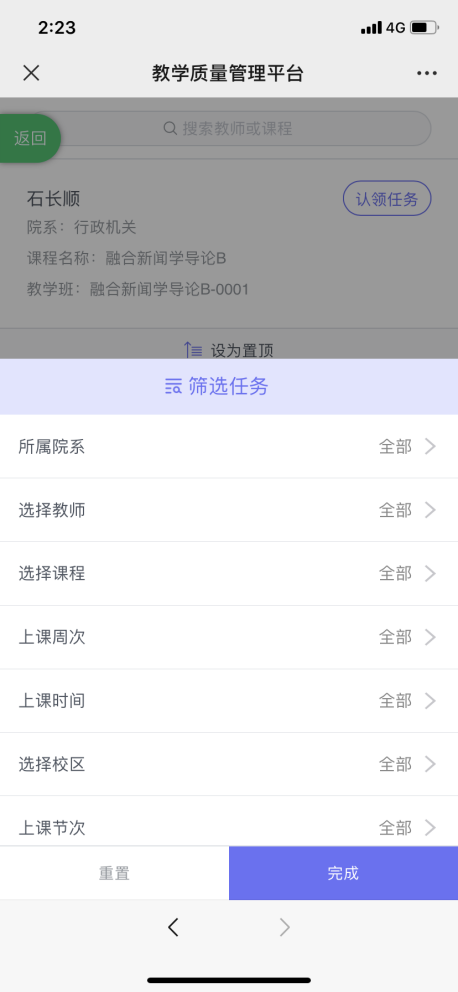 2:23
4G
教学质量管理平台
返回
搜索教师或课程
石长顺
认领任务
院系：行政机关
课程名称：融合新闻学导论B
教学班：融合新闻学导论B-0001
设为置顶
筛选任务
所属院系 全部
选择教师 全部
选择课程 全部
上课周次 全部
上课时间 全部
选择校区 全部
上课节次 全部
重置 完成